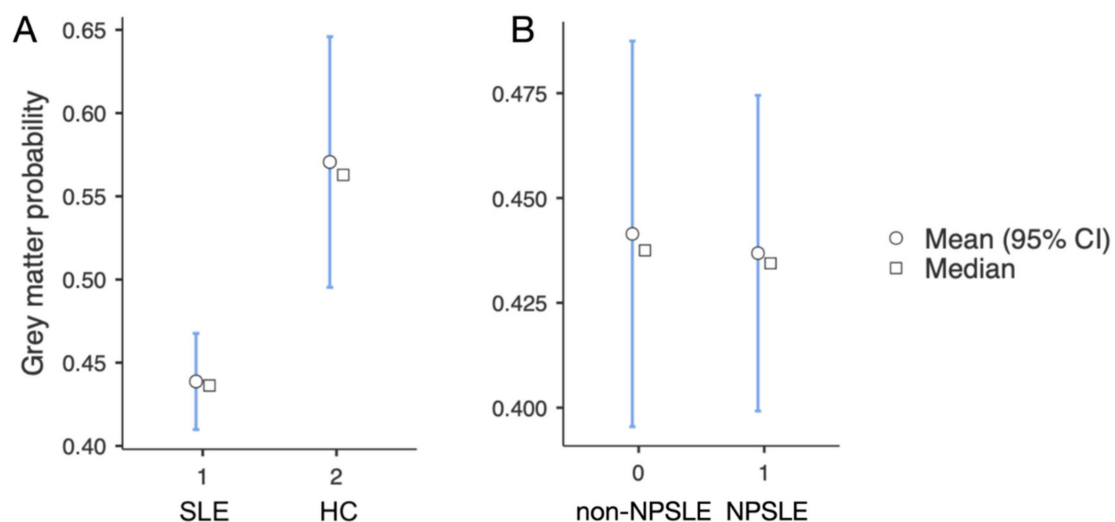 A
Grey matter probability
0.65
0.60
0.55
0.50
0.45
0.40
1 2
SLE HC
B
0.475
0.450
0.425
0.400
0 1
non-NPSLE NPSLE
Mean (95% CI)
Median